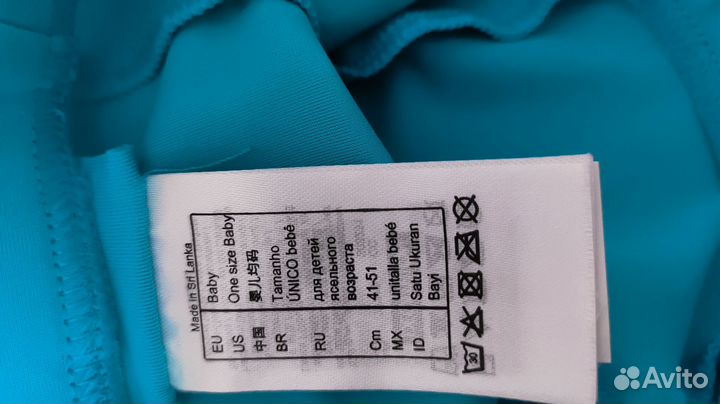 Made in Sri Lanka
EU Baby
US One size Baby
中国 婴儿均码
BR Tamanho
ÚNICO bebê
RU для детей
ясельного
возраста
Cm 41-51
MX unitalla bebé
ID Satu Ukuran
Bayi
30
Avito